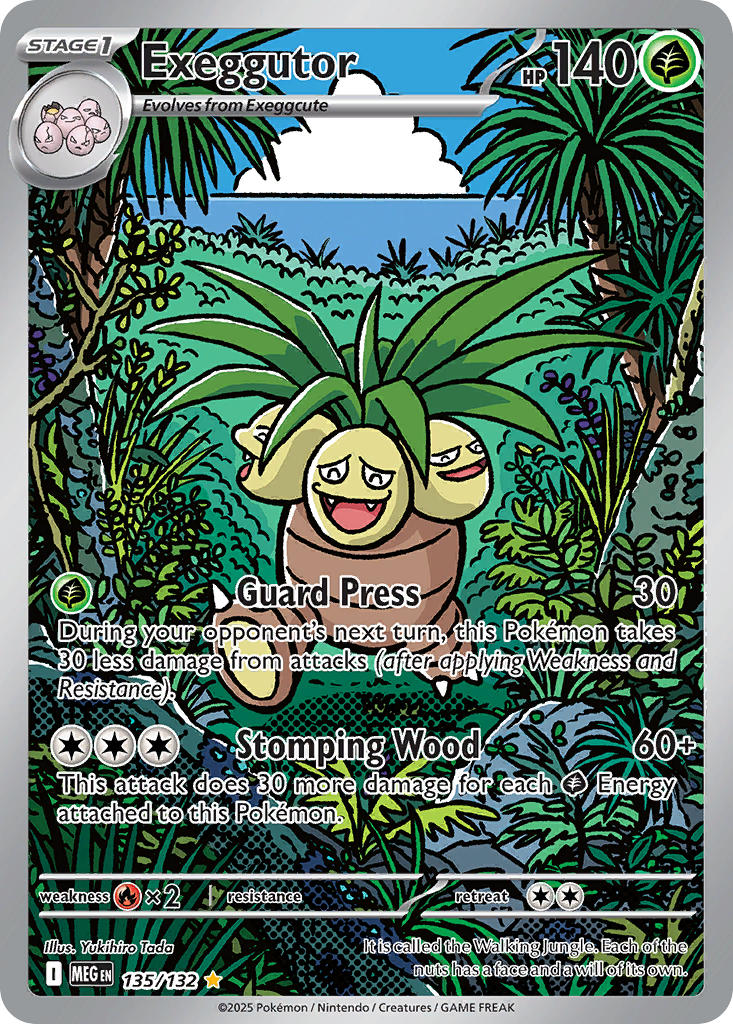 STAGE1
Exeggutor
HP 140
Evolves from Exeggcute
Guard Press 30
During your opponent's next turn, this Pokémon takes
30 less damage from attacks (after applying Weakness and
Resistance).
Stomping Wood 60+
This attack does 30 more damage for each Energy
attached to this Pokémon.
weakness ×2 resistance retreat
Illus. Yukihiro Tada
It is called the Walking Jungle. Each of the
nuts has a face and a will of its own.
I MEG EN 135/132
©2025 Pokémon / Nintendo / Creatures / GAME FREAK